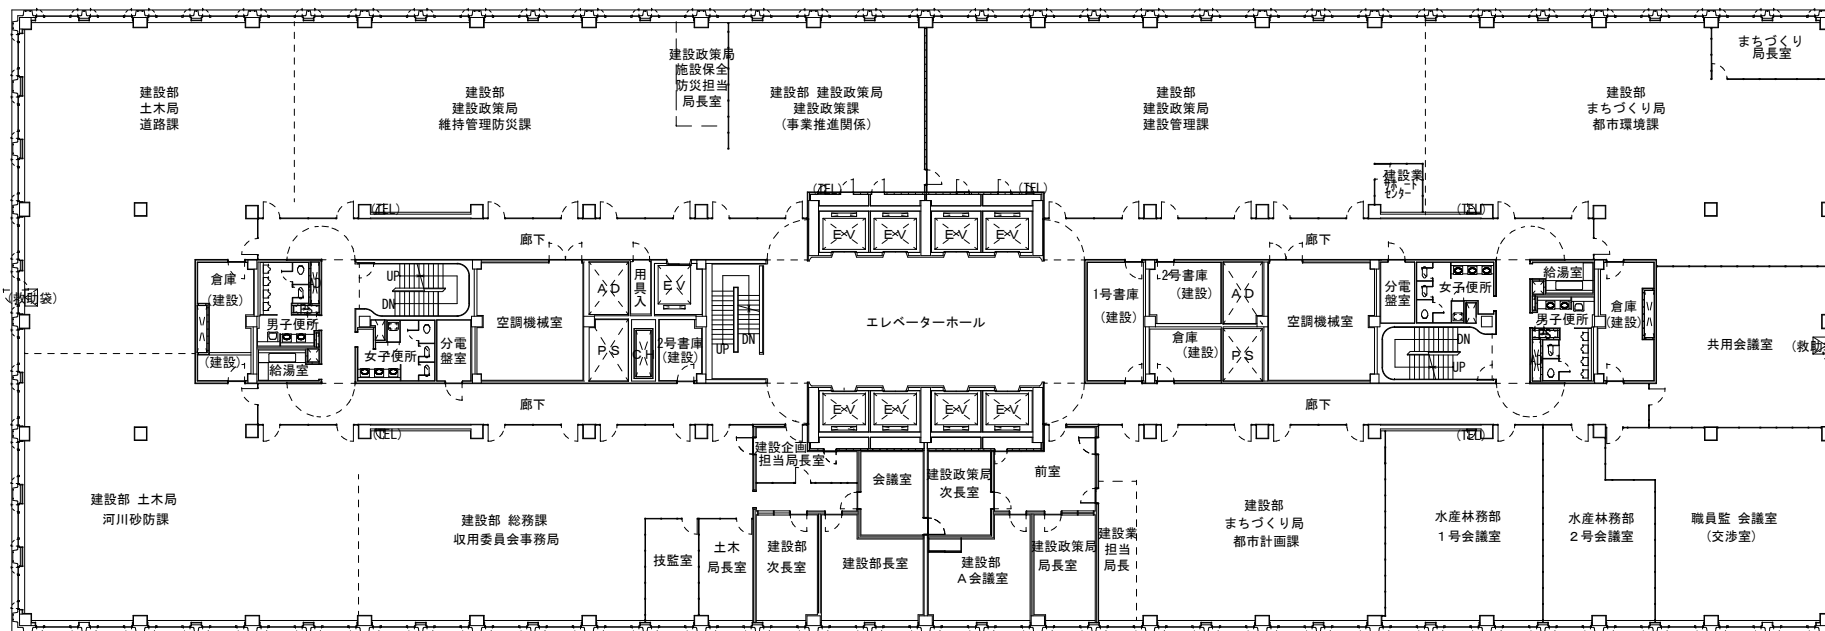 建設部
土木局
道路課
建設部
建設政策局
維持管理防災課
建設政策局
施設保全
防災担当
局長室
建設部 建設政策局
建設政策課
(事業推進関係)
建設部
建設政策局
建設管理課
建設部
まちづくり局
都市環境課
まちづくり
局長室
建設業
サポート
センター
(TEL)
(TEL)
(TEL)
(TEL)
E×V
E×V
E×V
E×V
廊下
廊下
(救助袋)
倉庫
(建設)
(建設)
男子便所
PS
給湯室
UP
DN
女子便所
分電
盤室
空調機械室
AD
PS
用具入
EV
2号書庫
(建設)
UP
DN
エレベーターホール
1号書庫
(建設)
2号書庫
(建設)
倉庫
(建設)
AD
PS
空調機械室
分電
盤室
女子便所
DN
UP
給湯室
男子便所
倉庫
(建設)
共用会議室
(救助
廊下
廊下
E×V
E×V
E×V
E×V
(TEL)
(TEL)
建設部 土木局
河川砂防課
建設部 総務課
収用委員会事務局
技監室
土木
局長室
建設企画
担当局長室
建設部
次長室
建設部長室
会議室
建設政策局
次長室
前室
建設部
A会議室
建設政策局
局長室
建設業
担当
局長
建設部
まちづくり局
都市計画課
水産林務部
1号会議室
水産林務部
2号会議室
職員監 会議室
(交渉室)